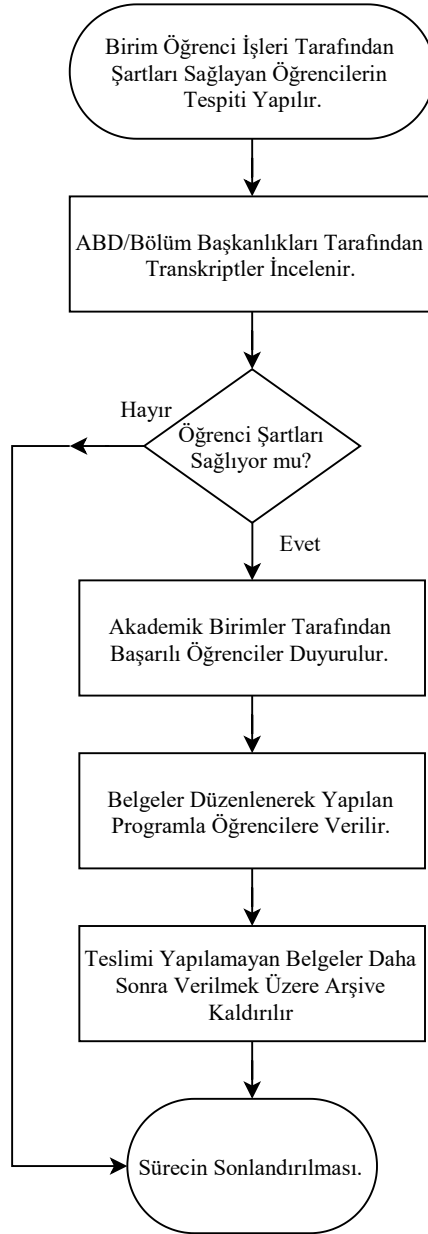 Birim Öğrenci İşleri Tarafından
Şartları Sağlayan Öğrencilerin
Tespiti Yapılır.
ABD/Bölüm Başkanlıkları Tarafından
Transkriptler İncelenir.
Hayır
Öğrenci Şartları
Sağlıyor mu?
Evet
Akademik Birimler Tarafından
Başarılı Öğrenciler Duyurulur.
Belgeler Düzenlenerek Yapılan
Programla Öğrencilere Verilir.
Teslimi Yapılamayan Belgeler Daha
Sonra Verilmek Üzere Arşive
Kaldırılır
Sürecin Sonlandırılması.